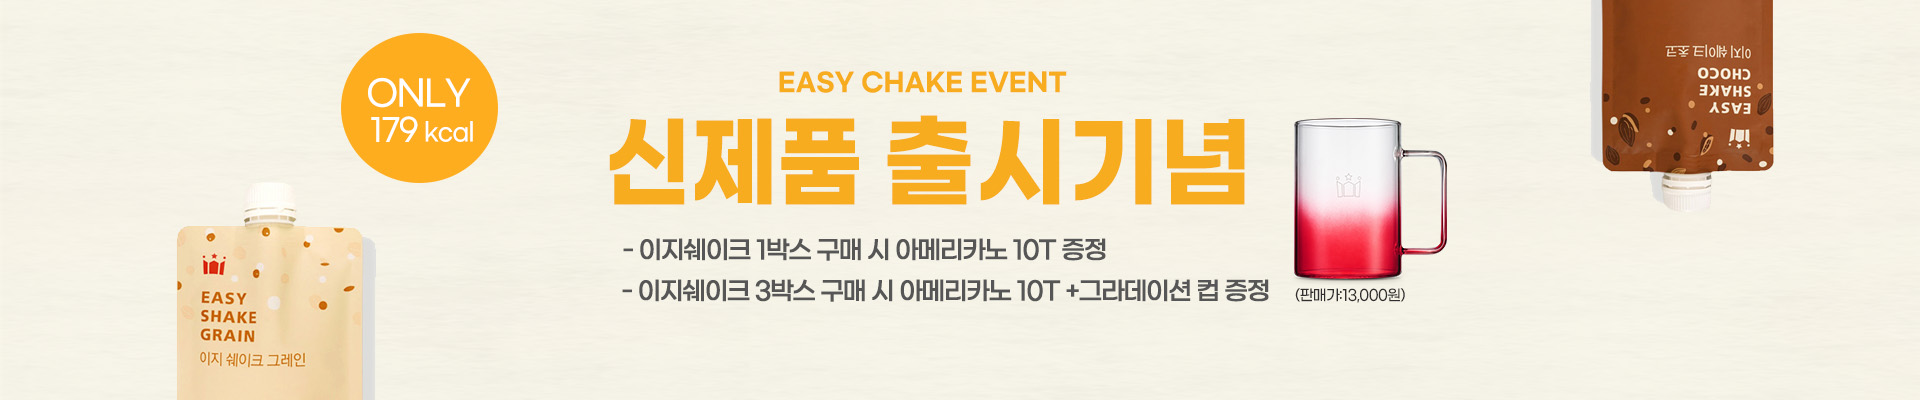 ONLY
179 kcal
EASY CHAKE EVENT
신제품 출시기념
- 이지쉐이크 1박스 구매 시 아메리카노 10T 증정
- 이지쉐이크 3박스 구매 시 아메리카노 10T +그라데이션 컵 증정
(판매가:13,000원)
EASY
SHAKE
GRAIN
이지 쉐이크 그레인
EASY
SHAKE
CHOCO
이지 쉐이크 초코